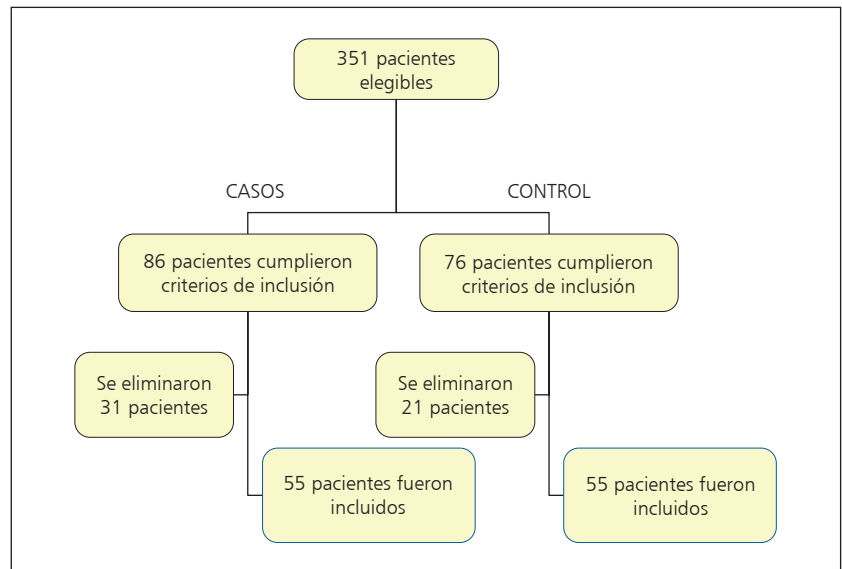 351 pacientes
elegibles
CASOS
CONTROL
86 pacientes cumplieron
criterios de inclusión
76 pacientes cumplieron
criterios de inclusión
Se eliminaron
31 pacientes
Se eliminaron
21 pacientes
55 pacientes fueron
incluidos
55 pacientes fueron
incluidos